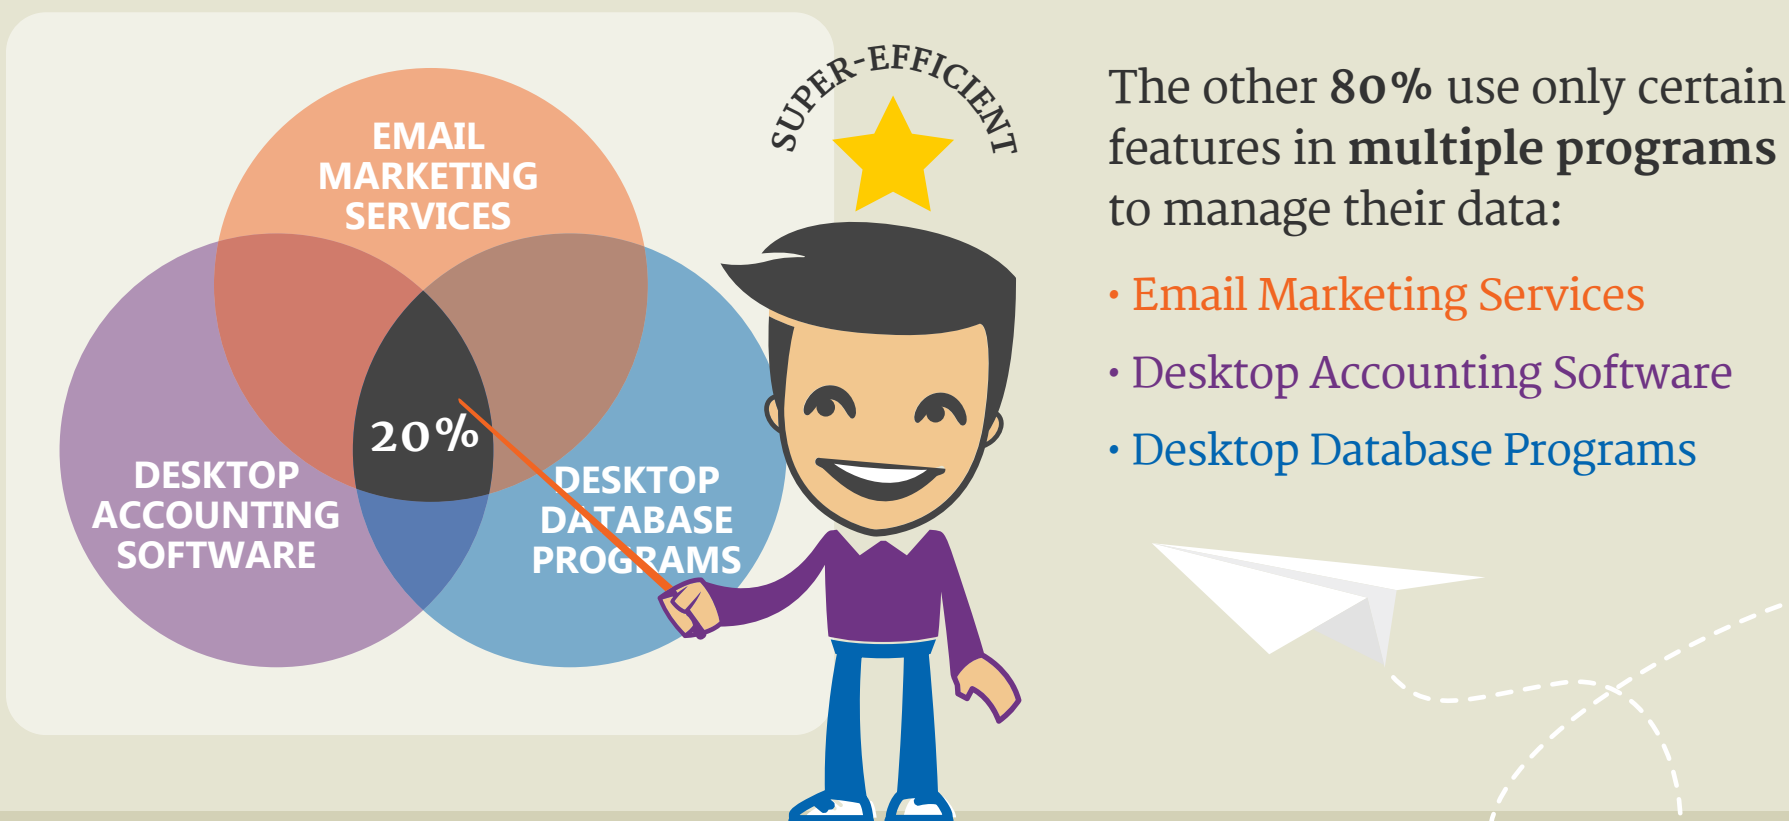 EMAIL
MARKETING
SERVICES
20%
DESKTOP
ACCOUNTING
SOFTWARE
DESKTOP
DATABASE
PROGRAMS
SUPER-EFFICIENT
The other 80% use only certain
features in multiple programs
to manage their data:
• Email Marketing Services
• Desktop Accounting Software
• Desktop Database Programs